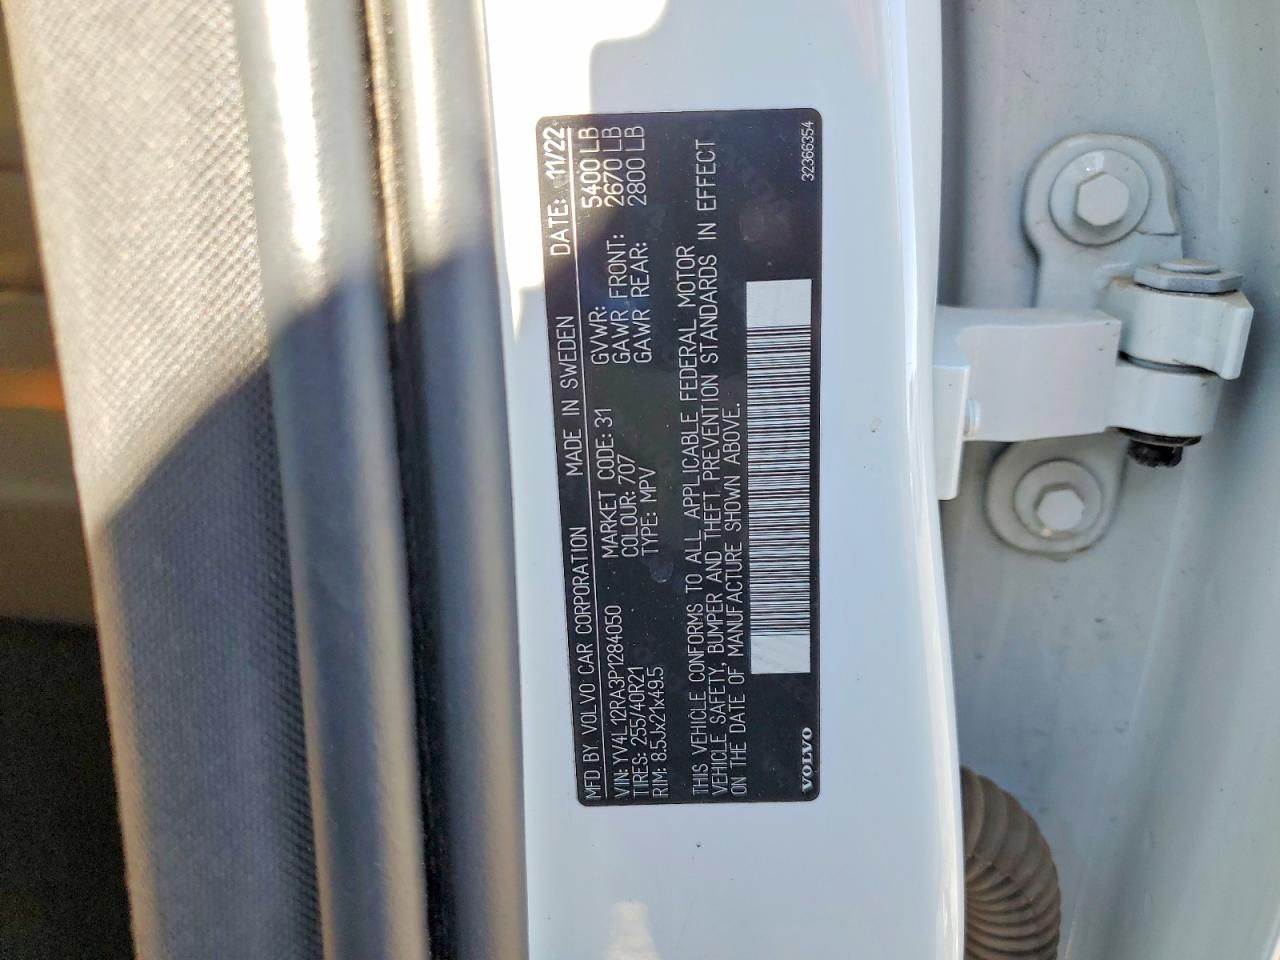 MFD BY VOLVO CAR CORPORATION MADE IN SWEDEN DATE: 11/22
VIN: YV4L12RA3P1284050 MARKET CODE: 31 GVWR: 5400 LB
TIRES: 255/40R21 COLOUR: 707 GAWR FRONT: 2670 LB
RIM: 8.5Jx21x49.5 TYPE: MPV GAWR REAR: 2800 LB
THIS VEHICLE CONFORMS TO ALL APPLICABLE FEDERAL MOTOR
VEHICLE SAFETY, BUMPER AND THEFT PREVENTION STANDARDS IN EFFECT
ON THE DATE OF MANUFACTURE SHOWN ABOVE.
VOLVO 32366354